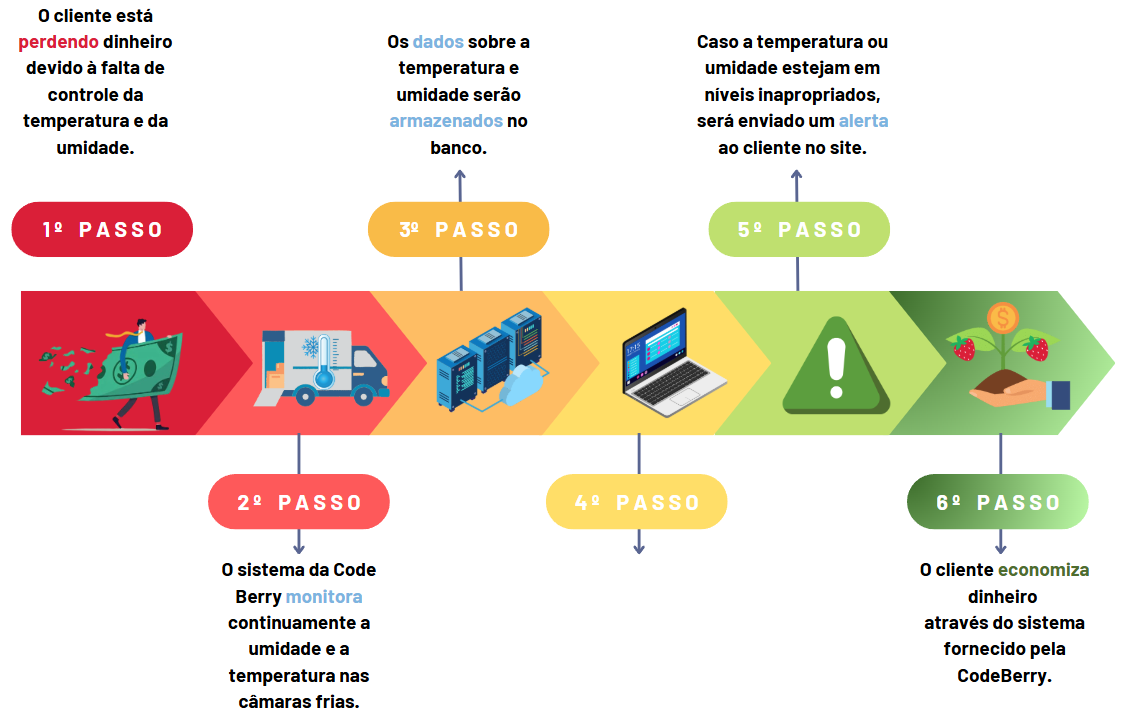 O cliente está
perdendo dinheiro
devido à falta de
controle da
temperatura e da
umidade.
1º PASSO
O sistema da Code
Berry monitora
continuamente a
umidade e a
temperatura nas
câmaras frias.
2º PASSO
Os dados sobre a
temperatura e
umidade serão
armazenados no
banco.
3º PASSO
17:15
4º PASSO
Caso a temperatura ou
umidade estejam em
níveis inapropriados,
será enviado um alerta
ao cliente no site.
5º PASSO
6º PASSO
O cliente economiza
dinheiro
através do sistema
fornecido pela
CodeBerry.